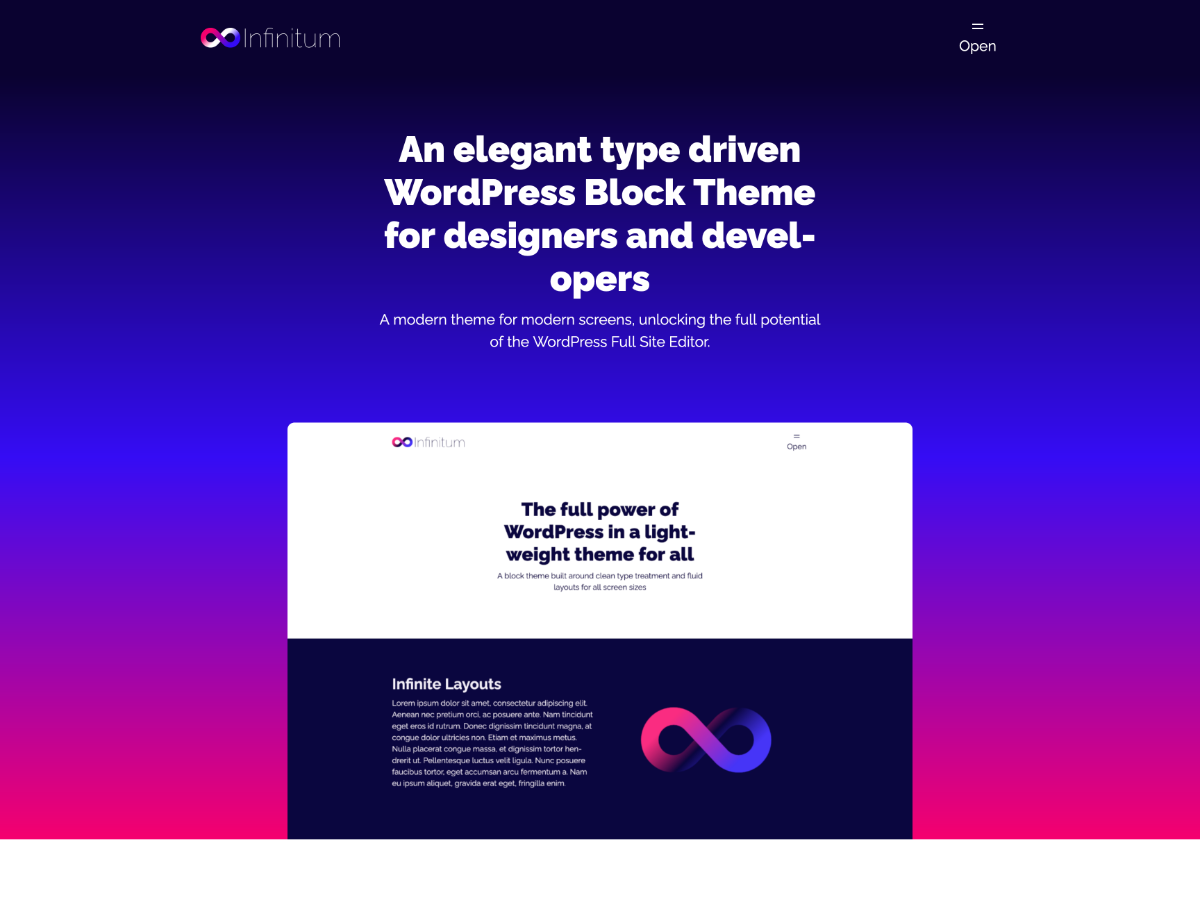 Infinitum
Open
An elegant type driven
WordPress Block Theme
for designers and devel-
opers
A modern theme for modern screens, unlocking the full potential
of the WordPress Full Site Editor.
Infinitum
Open
The full power of
WordPress in a light-
weight theme for all
A block theme built around clean type treatment and fluid
layouts for all screen sizes
Infinite Layouts
Lorem ipsum dolor sit amet, consectetur adipiscing elit.
Aenean nec pretium orci, ac posuere ante. Nam tincidunt
eget eros id rutrum. Donec dignissim tincidunt magna, at
congue dolor ultricies non. Etiam et maximus metus.
Nulla placerat congue massa, et dignissim tortor hen-
drerit ut. Pellentesque luctus velit ligula. Nunc posuere
faucibus tortor, eget accumsan arcu fermentum a. Nam
eu ipsum aliquet, gravida erat eget, fringilla enim.